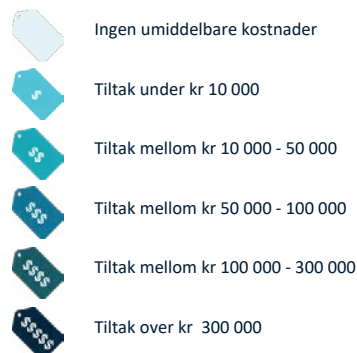 Ingen umiddelbare kostnader
$
Tiltak under kr 10 000
$$
Tiltak mellom kr 10 000 - 50 000
$$$
Tiltak mellom kr 50 000 - 100 000
$$$$
Tiltak mellom kr 100 000 - 300 000
$$$$$
Tiltak over kr 300 000